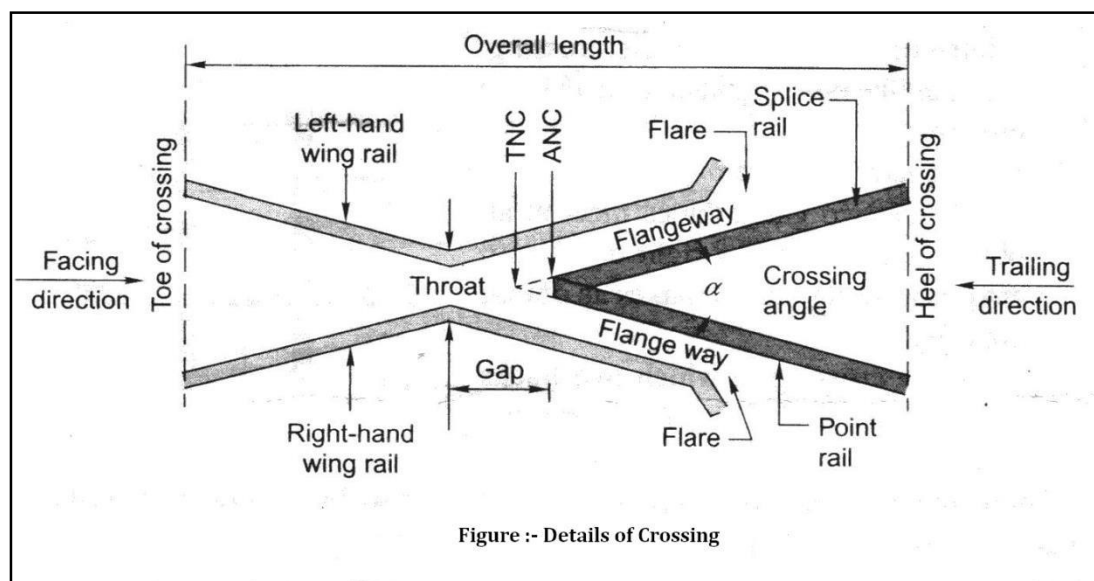 Overall length
Left-hand
wing rail
TNC
ANC
Flare
Splice
rail
Toe of crossing
Heel of crossing
Flangeway
Facing
direction
Throat
α
Crossing
angle
Trailing
direction
Flange way
Gap
Right-hand
wing rail
Flare
Point
rail
Figure :- Details of Crossing